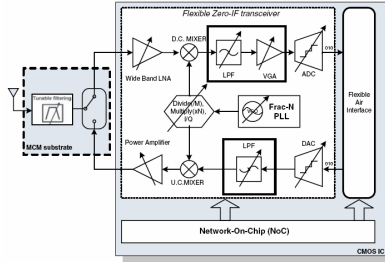 Flexible Zero-IF transceiver
D.C. MIXER
LPF
VGA
ADC
010
Wide Band LNA
Tunable filtering
MCM substrate
Divide(M),
Multiply(xN),
I/Q
Frac-N
PLL
Flexible
Air
Interface
Power Amplifier
U.C.MIXER
LPF
DAC
010
Network-On-Chip (NoC)
CMOS IC